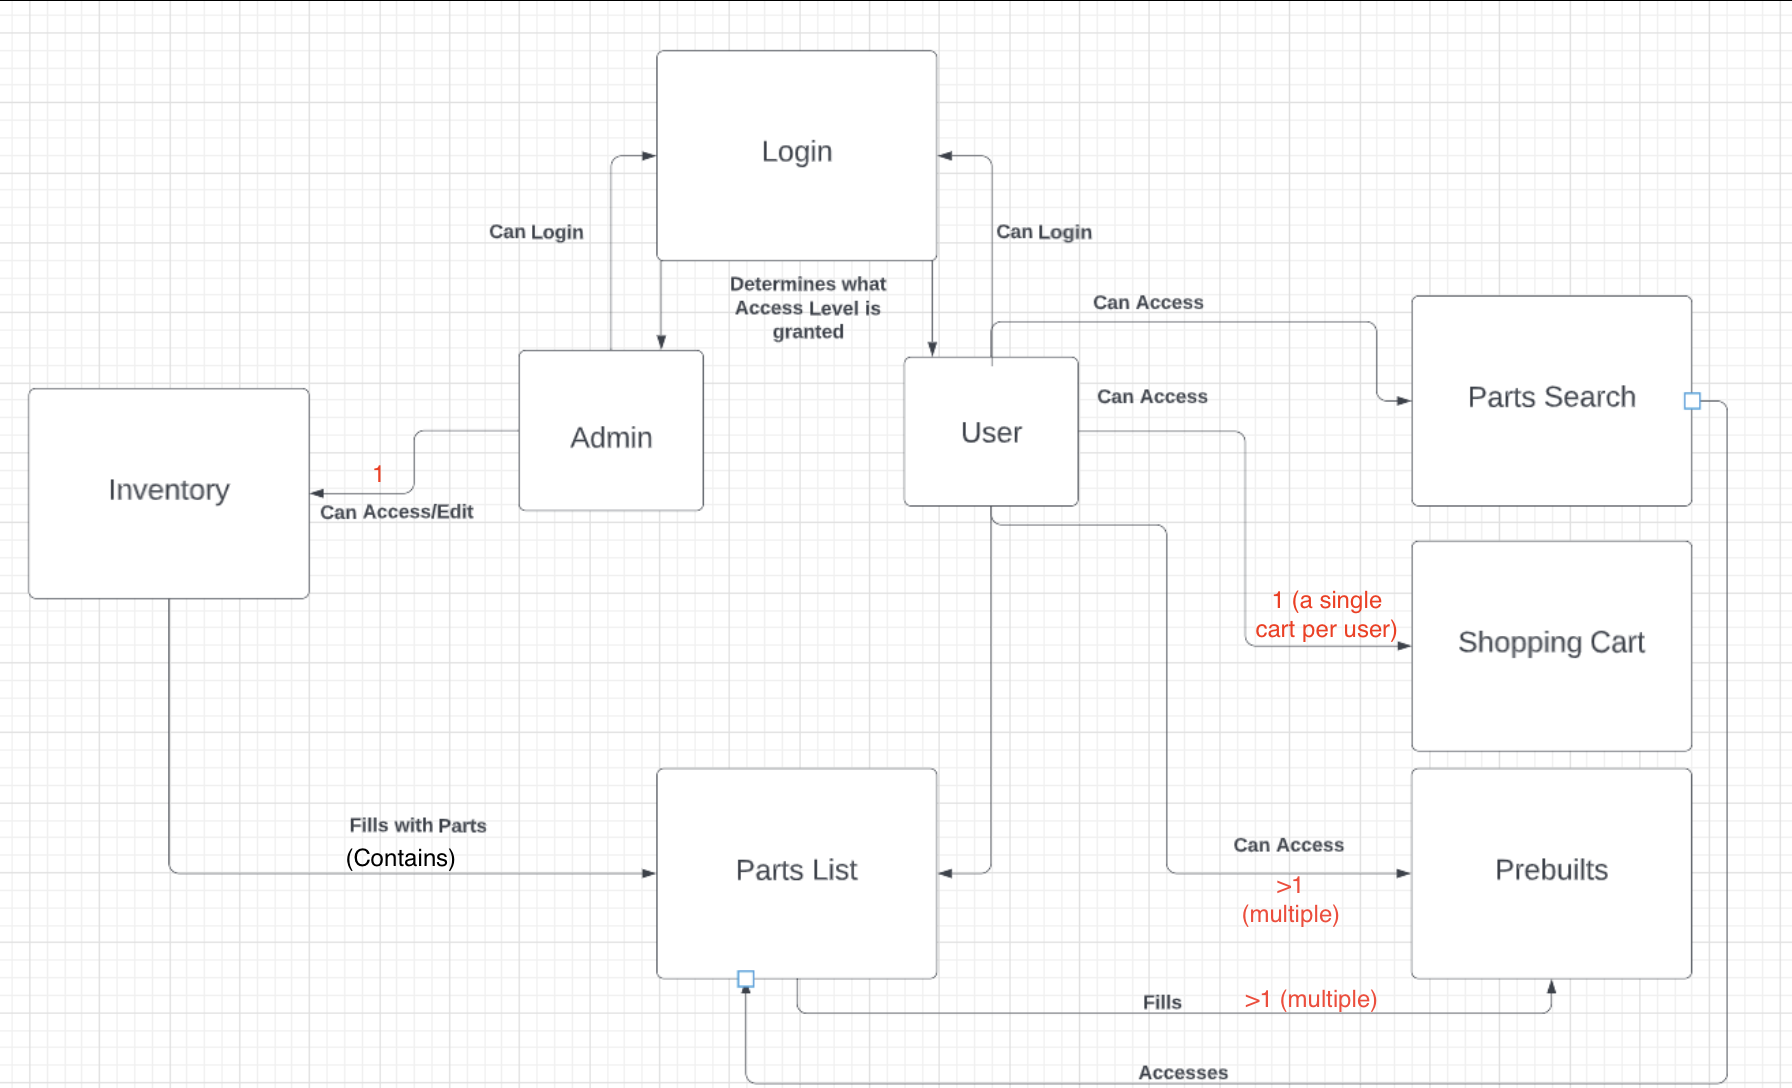 Login
Can Login
Can Login
Determines what
Access Level is
granted
Can Access
Parts Search
Can Access
User
Admin
1
Inventory
Can Access/Edit
1 (a single
cart per user)
Shopping Cart
Fills with Parts
(Contains)
Parts List
Can Access
>1
(multiple)
Prebuilts
Fills
>1 (multiple)
Accesses